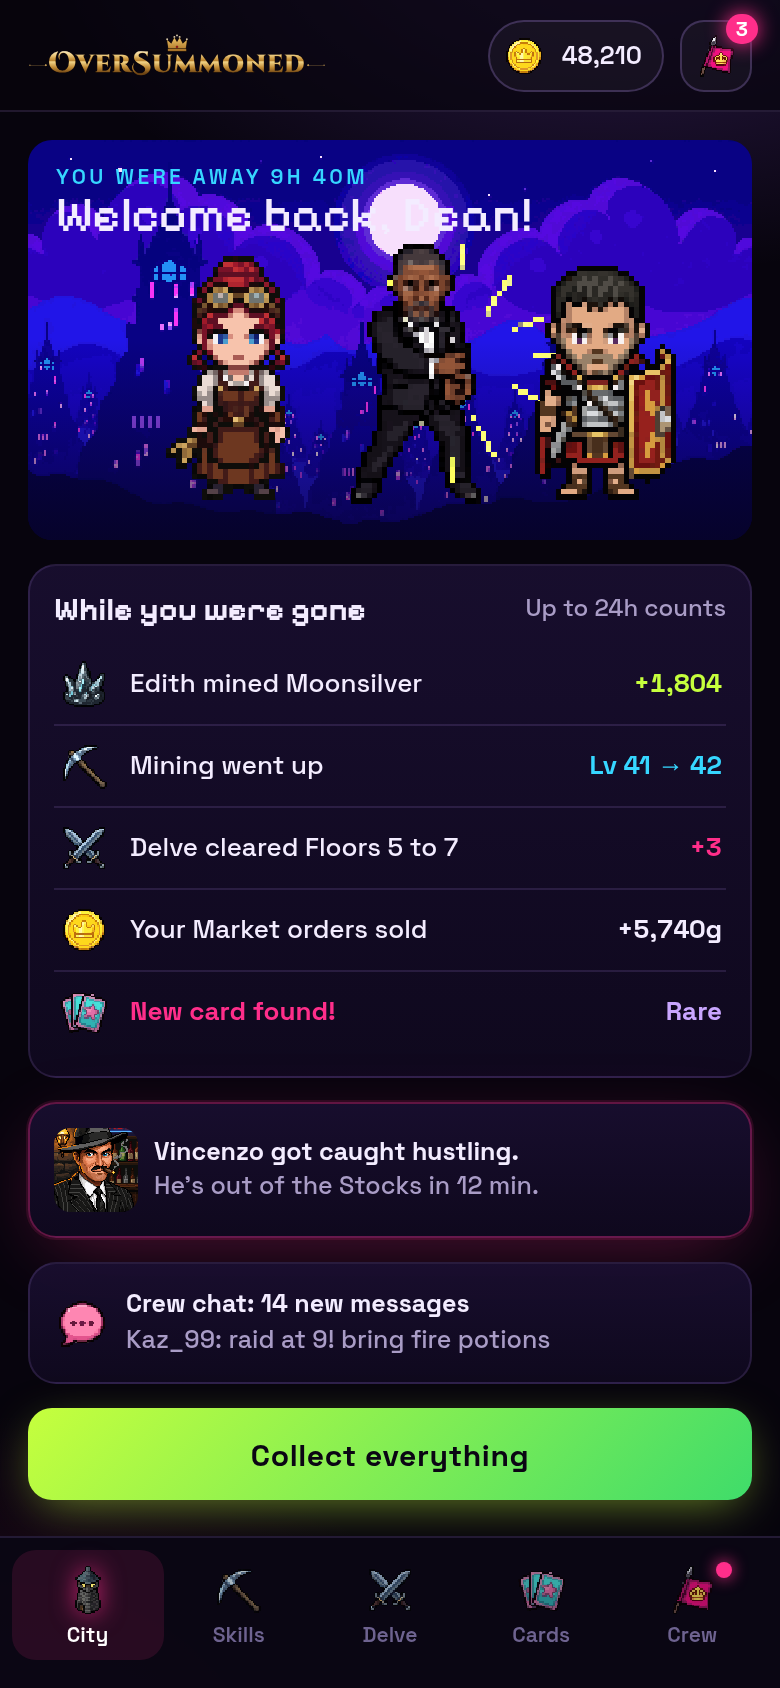 OVERSUMMONED
48,210
3
YOU WERE AWAY 9H 40M
Welcome back, Dean!
While you were gone
Up to 24h counts
Edith mined Moonsilver
+1,804
Mining went up
Lv 41 → 42
Delve cleared Floors 5 to 7
+3
Your Market orders sold
+5,740g
New card found!
Rare
Vincenzo got caught hustling.
He's out of the Stocks in 12 min.
Crew chat: 14 new messages
Kaz_99: raid at 9! bring fire potions
Collect everything
City
Skills
Delve
Cards
Crew